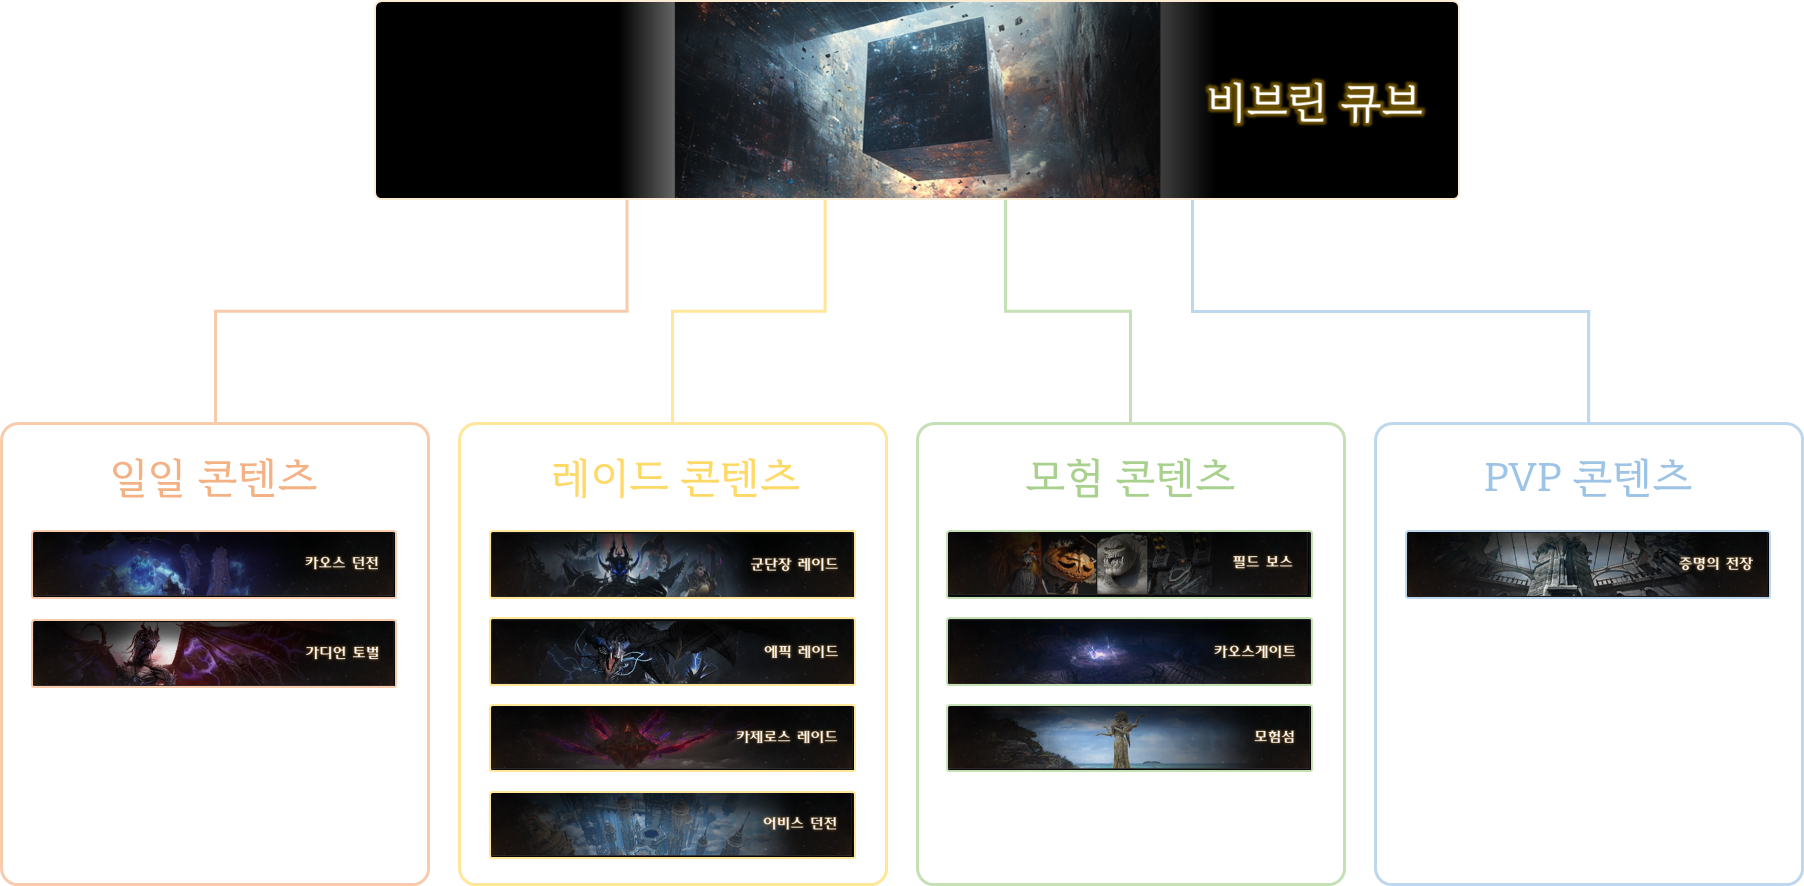 비브린 큐브
일일 콘텐츠
카오스 던전
가디언 토벌
레이드 콘텐츠
군단장 레이드
에픽 레이드
카제로스 레이드
어비스 던전
모험 콘텐츠
필드 보스
카오스게이트
모험섬
PVP 콘텐츠
증명의 전장